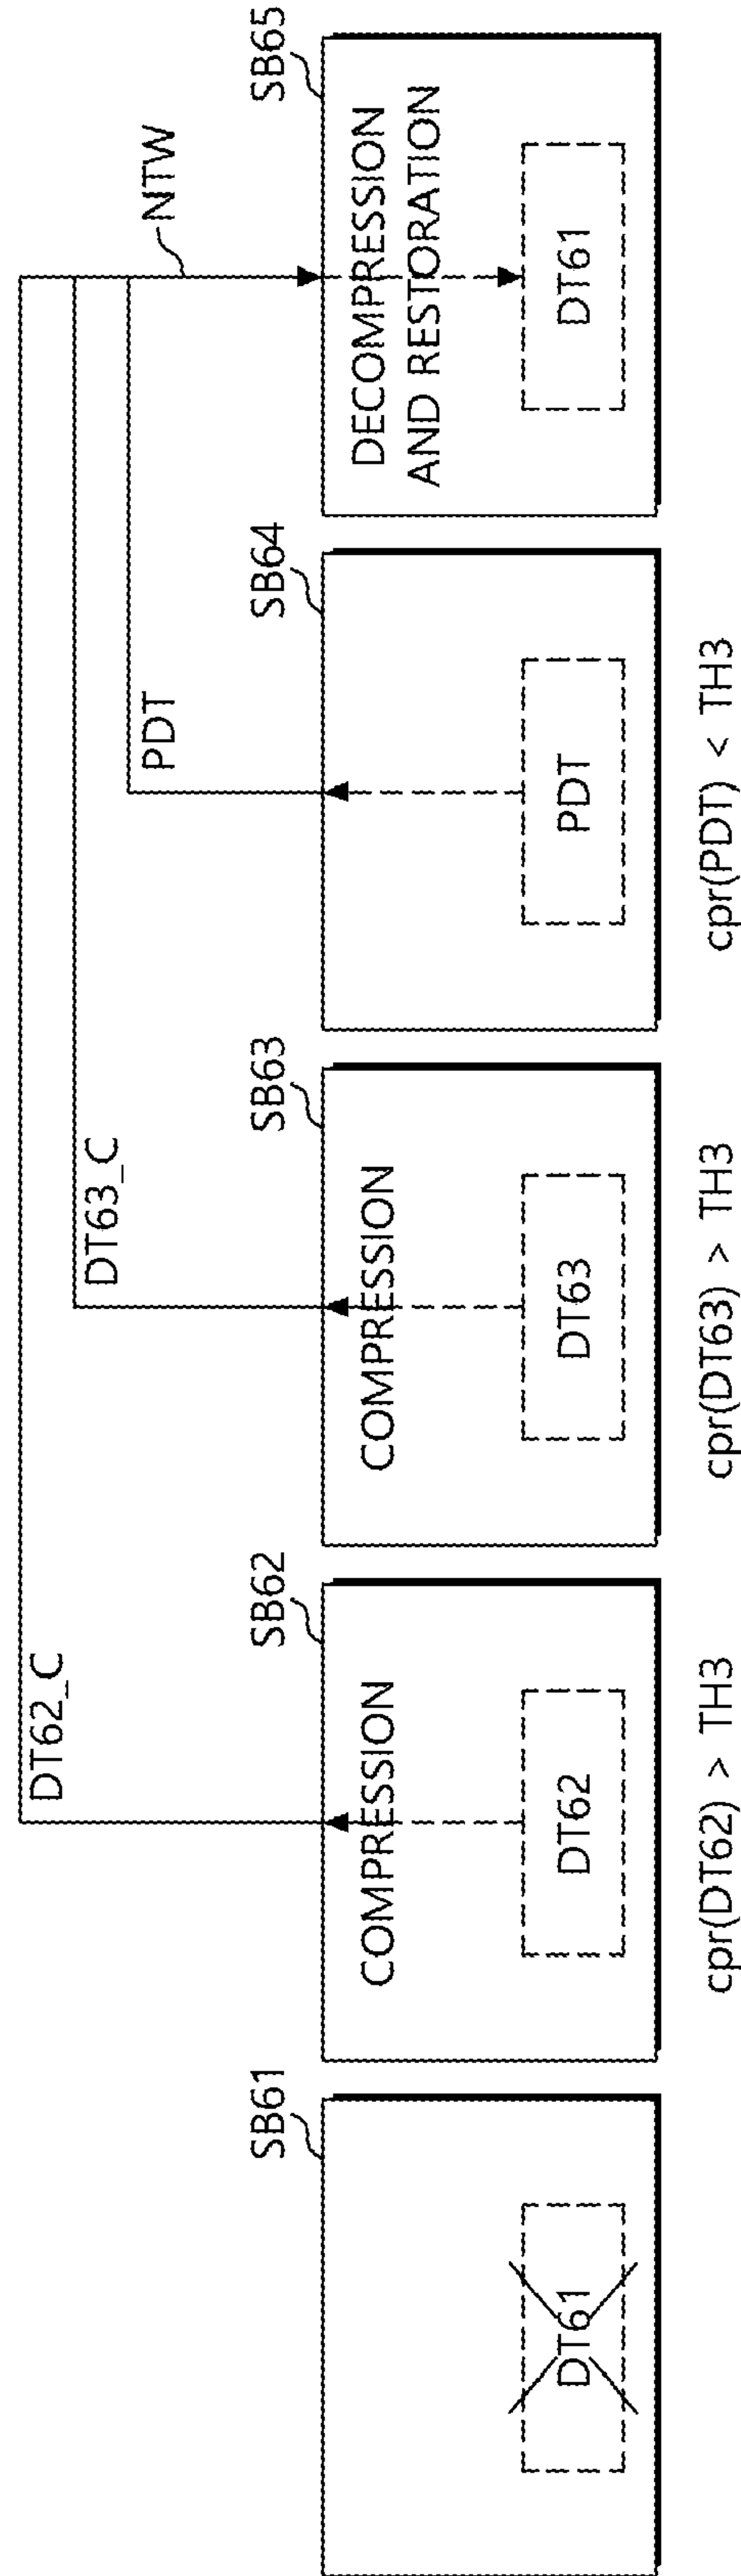 DT62_C
DT63_C
PDT
NTW
SB61
SB62
SB63
SB64
SB65
COMPRESSION
COMPRESSION
DECOMPRESSION
AND RESTORATION
DT61
DT62
DT63
PDT
DT61
cpr(DT62) > TH3
cpr(DT63) > TH3
cpr(PDT) < TH3